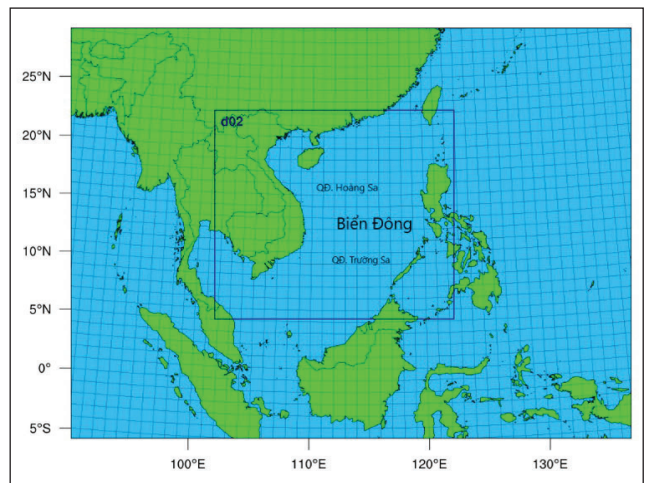 25°N
d02
20°N
15°N
QĐ. Hoàng Sa
Biển Đông
10°N
QĐ. Trường Sa
5°N
0°
5°S
100°E 110°E 120°E 130°E